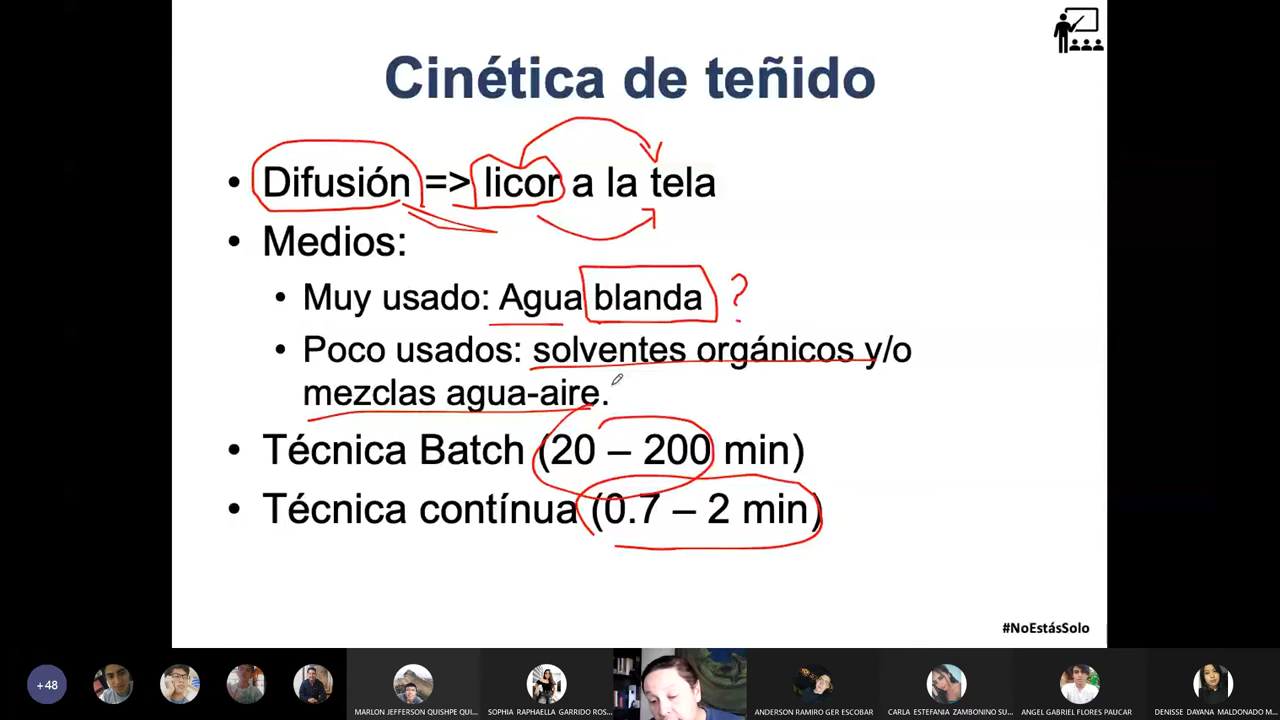 Cinética de teñido
• Difusión => licor a la tela
• Medios:
• Muy usado: Agua blanda ?
• Poco usados: solventes orgánicos y/o
mezclas agua-aire.
• Técnica Batch (20 – 200 min)
• Técnica contínua (0.7 – 2 min)
#NoEstásSolo
+48
MARLON JEFFERSON QUISHPE QUI...
SOPHIA RAPHAELLA GARRIDO ROS...
ANDERSON RAMIRO GER ESCOBAR
CARLA ESTEFANIA ZAMBONINO SU...
ANGEL GABRIEL FLORES PAUCAR
DENISSE DAYANA MALDONADO M...